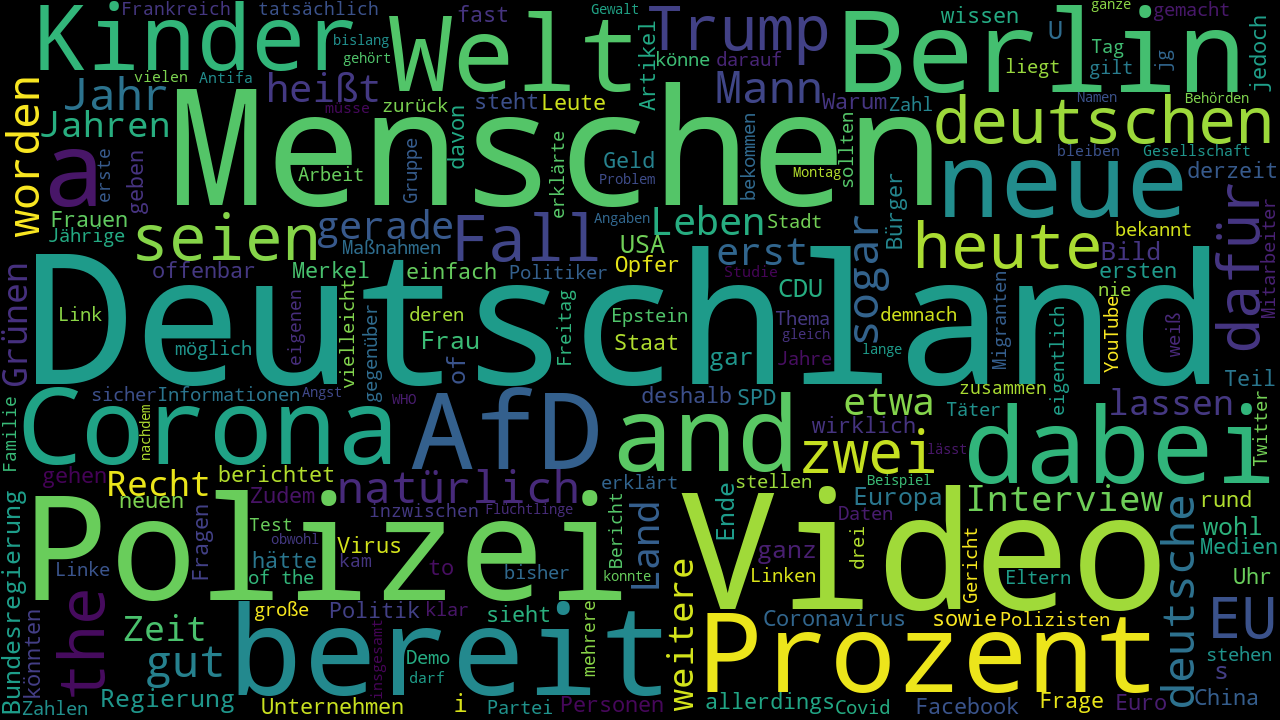 Kinder
Frankreich
tatsächlich
fast
Gewalt
Trump
wissen
U
ganze
gemacht
bislang
gehört
Welt
Artikel
könne
darauf
Berlin
Tag
gilt
liegt
jg
jedoch
vielen
Antifa
heißt
Jahr
Jahren
müsse
zurück
steht
Leute
Mann
Warum
Zahl
Namen
Behörden
worden
a
erste
geben
Menschen
Arbeit
Gruppe
davon
erklärte
Geld
Problem
bekommen
Montag
sollten
deutschen
bleiben
Gesellschaft
neue
derzeit
Frauen
Jährige
seien
gerade
Maßnahmen
Fall
Angaben
Leben
Stadt
Bürger
sogar
heute
bekannt
Bild
ersten
dafür
Mitarbeiter
offenbar
Merkel
einfach
Politiker
USA
Opfer
erst
Studie
CDU
nie
Grünen
Deutschland
Link
möglich
eigenen
vielleicht
gegenüber
deren
Frau
of
Freitag
Epstein
Staat
gar
Thema
gleich
Jahre
demnach
lange
Migranten
eigentlich
YouTube
weiß
Teil
Familie
Corona
nachdem
sicher
Informationen
Angst
WHO
AfD
deshalb
SPD
and
etwa
wirklich
zwei
zusammen
Täter
lässt
lassen
dabei
Twitter
gehen
Recht
berichtet
neuen
Zudem
natürlich
inzwischen
Flüchtlinge
erklärt
stellen
Beispiel
Europa
Daten
Interview
rund
Bundesregierung
Polizei
Linke
Fragen
Test
obwohl
hätte
of the
Virus
kam
to
bisher
Bericht
konnte
Land
Video
Ende
ganz
Linken
drei
Gericht
Eltern
deutsche
wohl
Medien
Uhr
könnten
the
Zeit
gut
große
Politik
klar
sieht
bereit
insgesamt
Demo
darf
mehrere
weitere
Coronavirus
sowie
Polizisten
Prozent
EU
stehen
s
Zahlen
Regierung
Unternehmen
i
Partei
Personen
allerdings
Covid
Facebook
Frage
Euro
China